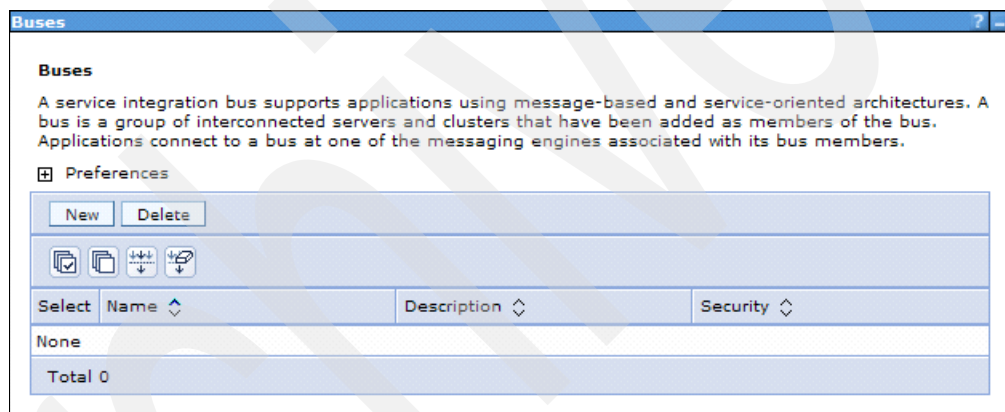 Buses
?
Buses
A service integration bus supports applications using message-based and service-oriented architectures. A
bus is a group of interconnected servers and clusters that have been added as members of the bus.
Applications connect to a bus at one of the messaging engines associated with its bus members.
Preferences
New Delete
Select Name Description Security
None
Total 0